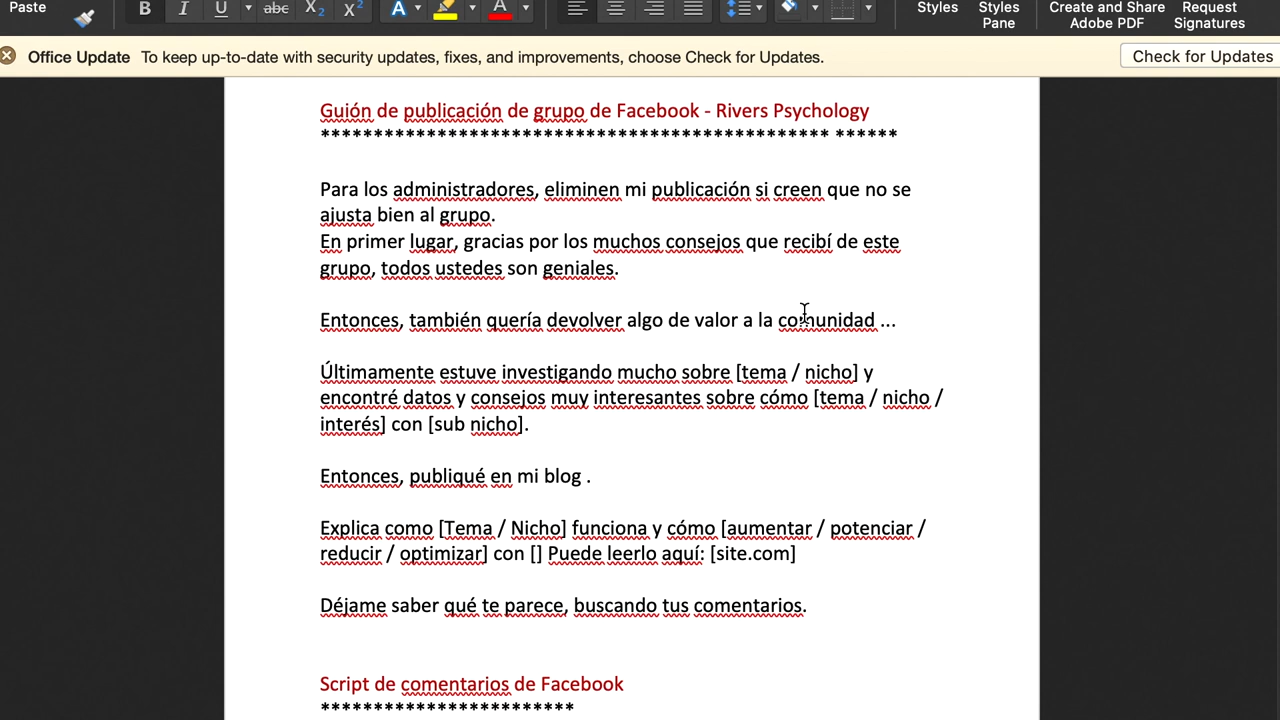 Paste
B I U abc X₂ X² A A
Styles
Styles Pane
Create and Share Adobe PDF
Request Signatures
Office Update To keep up-to-date with security updates, fixes, and improvements, choose Check for Updates.
Check for Updates
Guión de publicación de grupo de Facebook - Rivers Psychology
************************************************ ******
Para los administradores, eliminen mi publicación si creen que no se
ajusta bien al grupo.
En primer lugar, gracias por los muchos consejos que recibí de este
grupo, todos ustedes son geniales.
Entonces, también quería devolver algo de valor a la comunidad ...
Últimamente estuve investigando mucho sobre [tema / nicho] y
encontré datos y consejos muy interesantes sobre cómo [tema / nicho /
interés] con [sub nicho].
Entonces, publiqué en mi blog .
Explica como [Tema / Nicho] funciona y cómo [aumentar / potenciar /
reducir / optimizar] con [] Puede leerlo aquí: [site.com]
Déjame saber qué te parece, buscando tus comentarios.
Script de comentarios de Facebook
************************